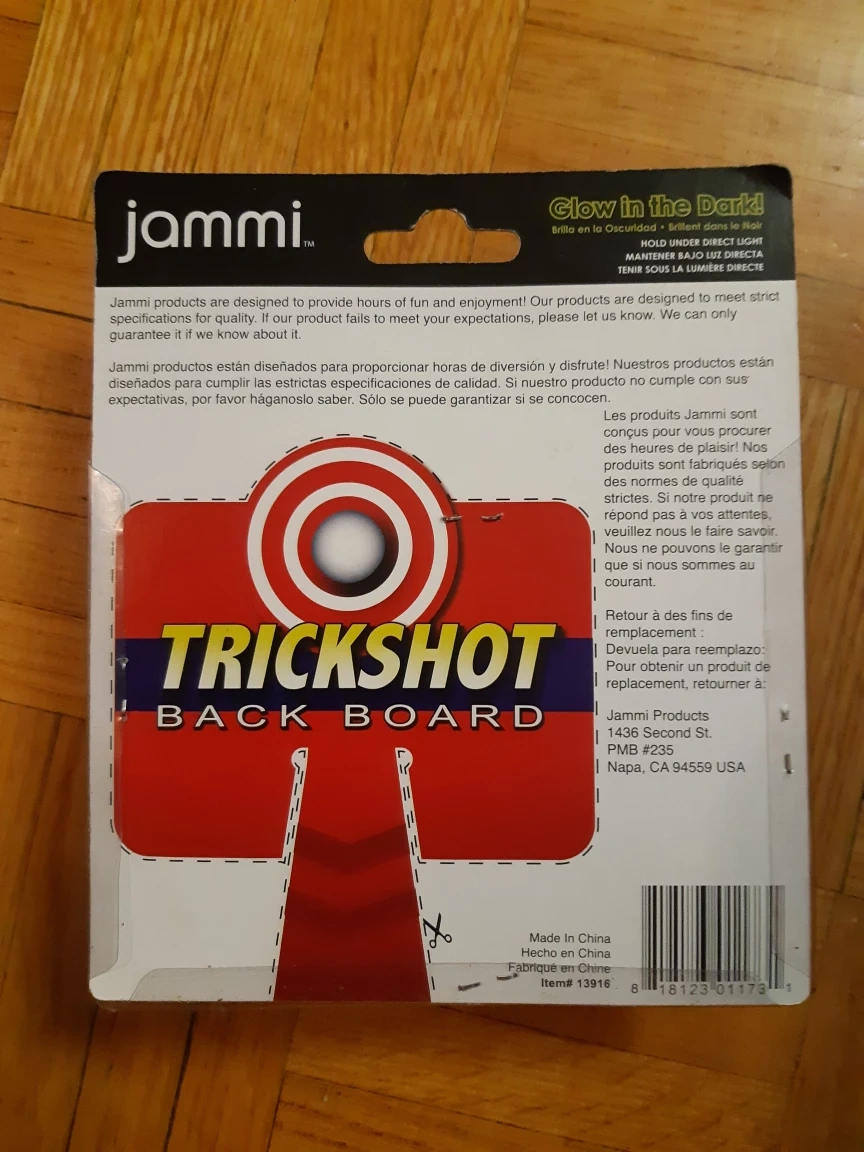 jammi™
Glow in the Dark!
Brilla en la Oscuridad • Brillent dans le Noir
HOLD UNDER DIRECT LIGHT
MANTENER BAJO LUZ DIRECTA
TENIR SOUS LA LUMIÈRE DIRECTE
Jammi products are designed to provide hours of fun and enjoyment! Our products are designed to meet strict
specifications for quality. If our product fails to meet your expectations, please let us know. We can only
guarantee it if we know about it.
Jammi productos están diseñados para proporcionar horas de diversión y disfrute! Nuestros productos están
diseñados para cumplir las estrictas especificaciones de calidad. Si nuestro producto no cumple con sus
expectativas, por favor háganoslo saber. Sólo se puede garantizar si se concocen.
Les produits Jammi sont
conçus pour vous procurer
des heures de plaisir! Nos
produits sont fabriqués selon
des normes de qualité
strictes. Si notre produit ne
répond pas à vos attentes,
veuillez nous le faire savoir.
Nous ne pouvons le garantir
que si nous sommes au
courant.
TRICKSHOT
BACK BOARD
Retour à des fins de
remplacement :
Devuela para reemplazo:
Pour obtenir un produit de
replacement, retourner à:
Jammi Products
1436 Second St.
PMB #235
Napa, CA 94559 USA
Made In China
Hecho en China
Fabriqué en Chine
Item# 13916
8 18123 01173 1